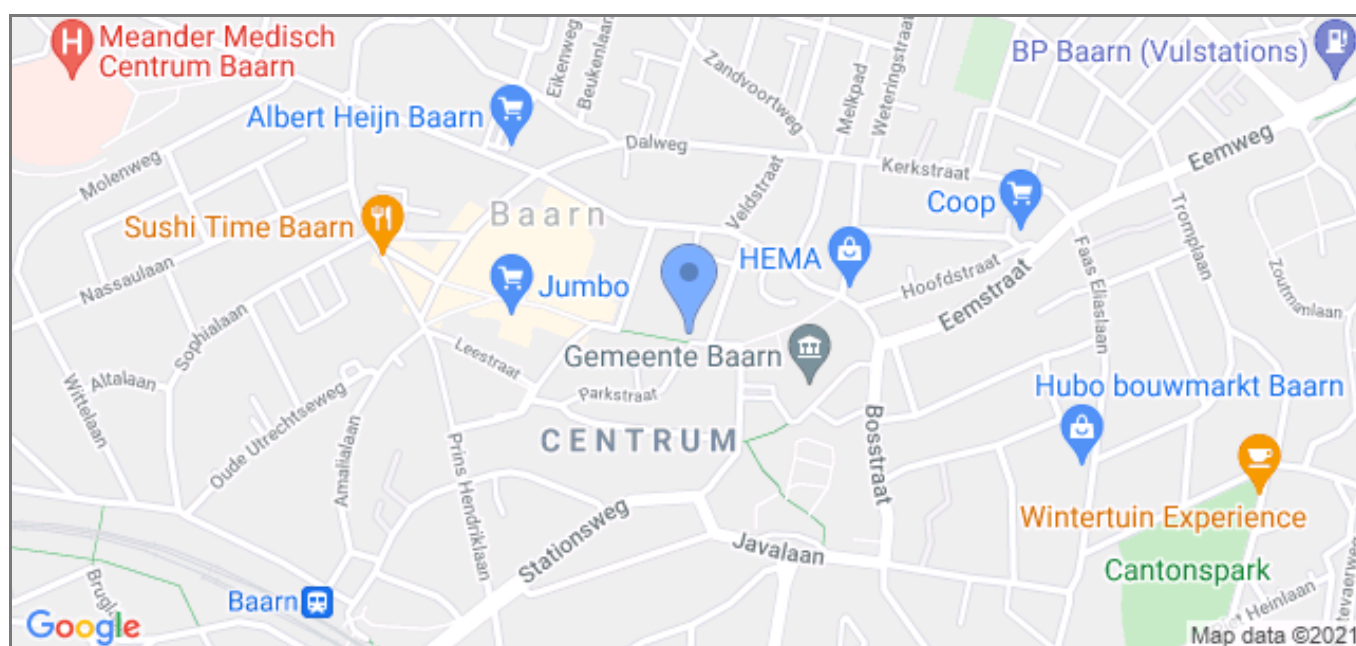 H
Meander Medisch
Centrum Baarn
BP Baarn (Vulstations)
Eikenweg
Beukenlaan
Zandvoortweg
Melkpad
Weteringstraat
Albert Heijn Baarn
Dalweg
Kerkstraat
Eemweg
Molenweg
Veldstraat
Coop
Tromplaan
Baarn
Sushi Time Baarn
HEMA
Hoofdstraat
Faas Eliaslaan
Zoutmanlaan
Nassaulaan
Jumbo
Eemstraat
Sophialaan
Leestraat
Gemeente Baarn
Altalaan
Parkstraat
Hubo bouwmarkt Baarn
Wittelaan
Oude Utrechtseweg
CENTRUM
Bosstraat
Amalialaan
Prins Hendriklaan
Stationsweg
Wintertuin Experience
Javalaan
Cantonspark
Baarn
Heinlaan
Google
Map data ©2021